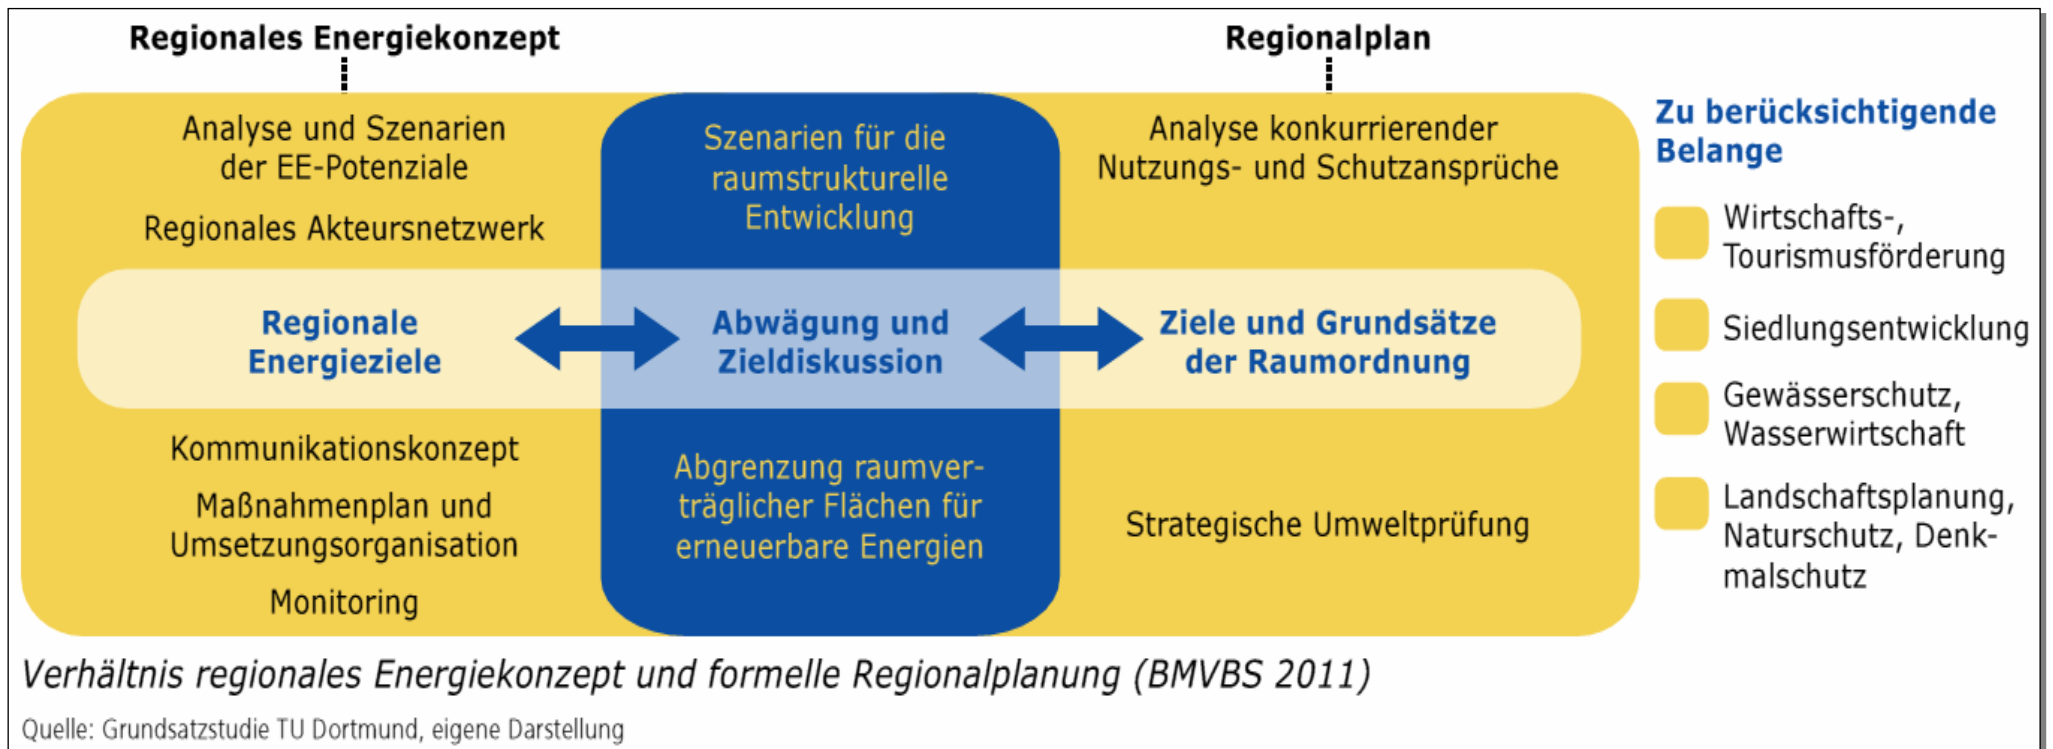 Regionales Energiekonzept
Analyse und Szenarien
der EE-Potenziale
Regionales Akteursnetzwerk
Regionale
Energieziele
Kommunikationskonzept
Maßnahmenplan und
Umsetzungsorganisation
Monitoring
Szenarien für die
raumstrukturelle
Entwicklung
Abwägung und
Zieldiskussion
Abgrenzung raumver-
träglicher Flächen für
erneuerbare Energien
Regionalplan
Analyse konkurrierender
Nutzungs- und Schutzansprüche
Ziele und Grundsätze
der Raumordnung
Strategische Umweltprüfung
Zu berücksichtigende
Belange
Wirtschafts-,
Tourismusförderung
Siedlungsentwicklung
Gewässerschutz,
Wasserwirtschaft
Landschaftsplanung,
Naturschutz, Denk-
malschutz
Verhältnis regionales Energiekonzept und formelle Regionalplanung (BMVBS 2011)
Quelle: Grundsatzstudie TU Dortmund, eigene Darstellung